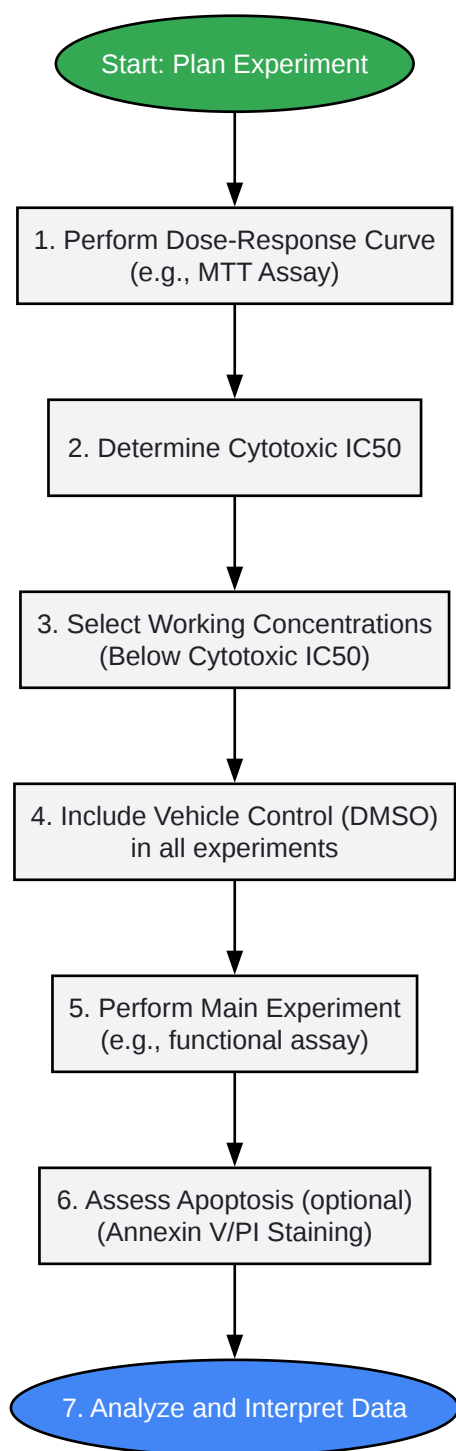 Start: Plan Experiment
1. Perform Dose-Response Curve
(e.g., MTT Assay)
2. Determine Cytotoxic IC50
3. Select Working Concentrations
(Below Cytotoxic IC50)
4. Include Vehicle Control (DMSO)
in all experiments
5. Perform Main Experiment
(e.g., functional assay)
6. Assess Apoptosis (optional)
(Annexin V/PI Staining)
7. Analyze and Interpret Data